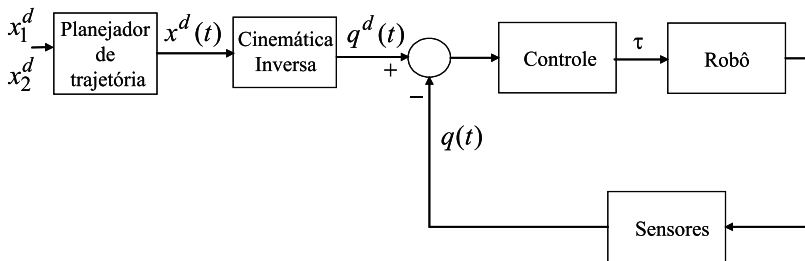 x₁ᵈ
x₂ᵈ
Planejador
de
trajetória
xᵈ(t)
Cinemática
Inversa
qᵈ(t)
+
−
Controle
τ
Robô
q(t)
Sensores